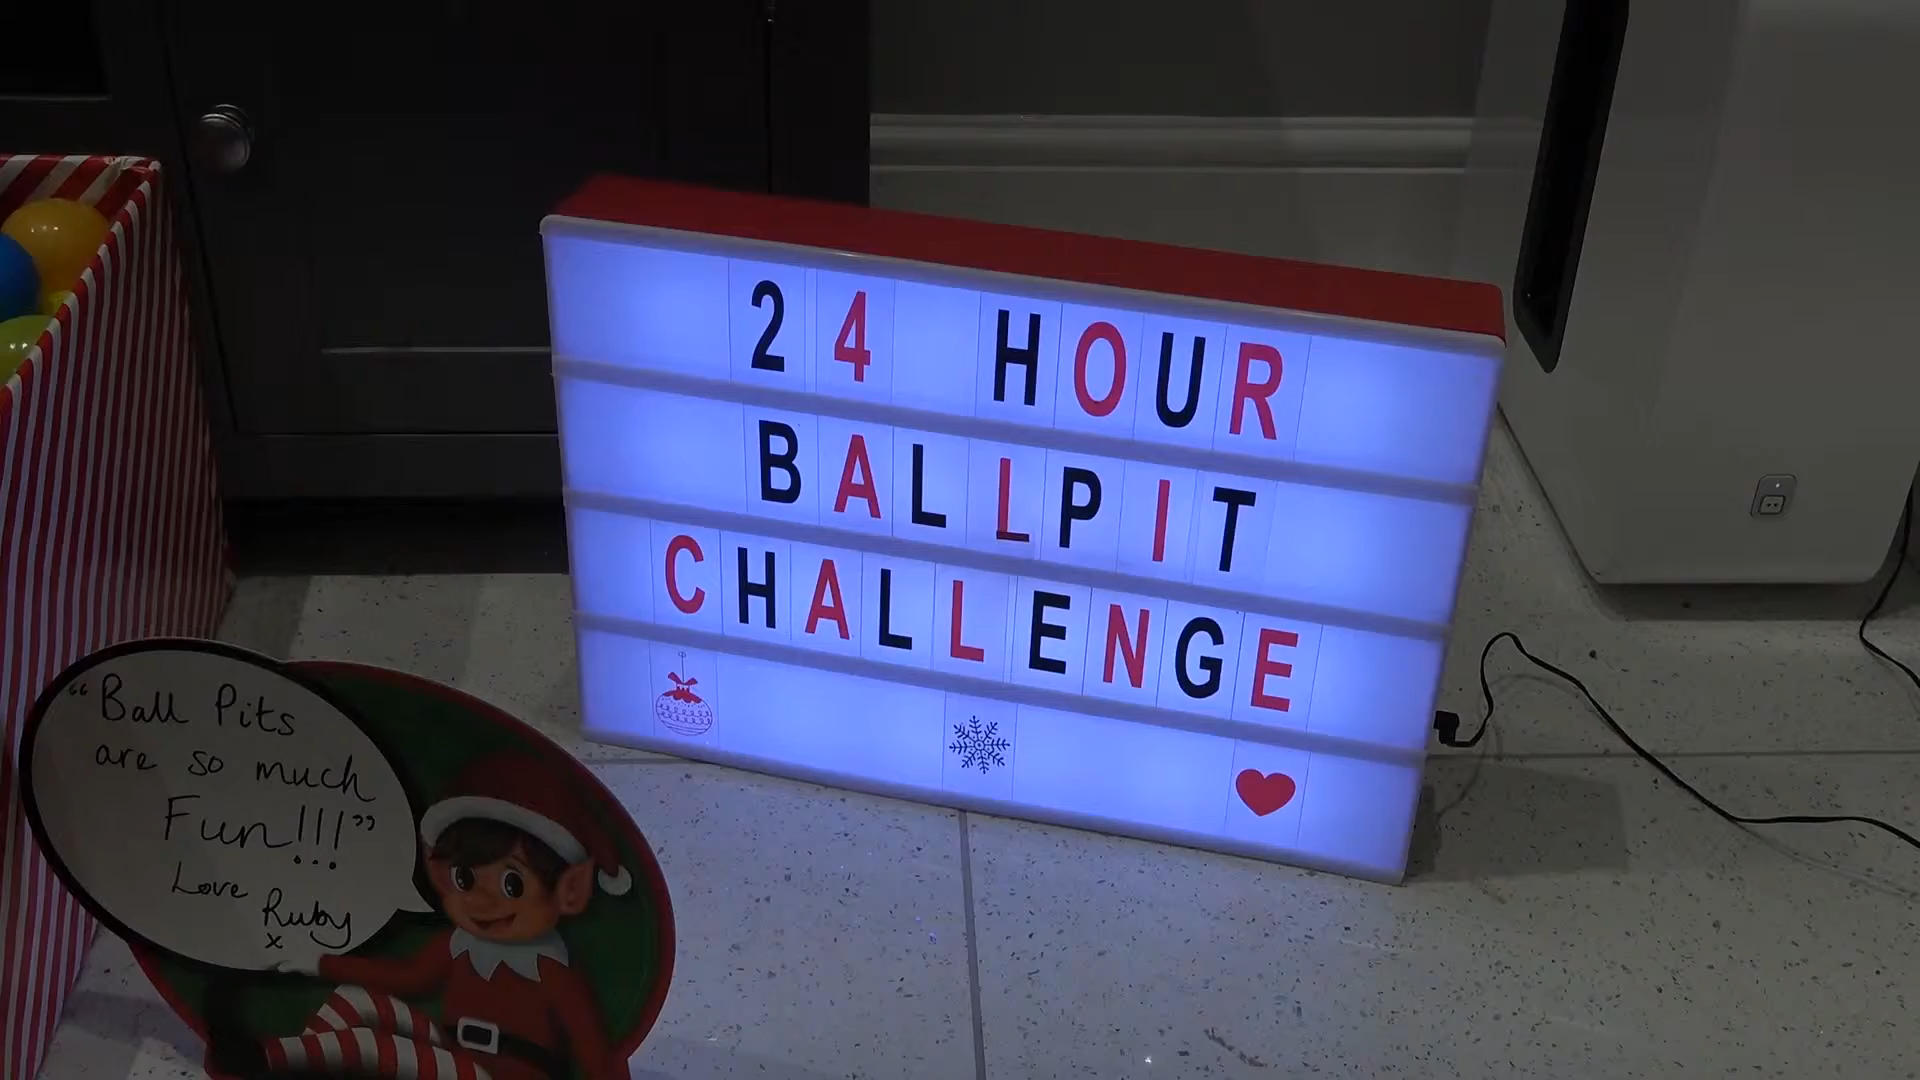 24 HOUR
BALLPIT
CHALLENGE
“Ball Pits
are so much
Fun!!!”
Love Ruby
x